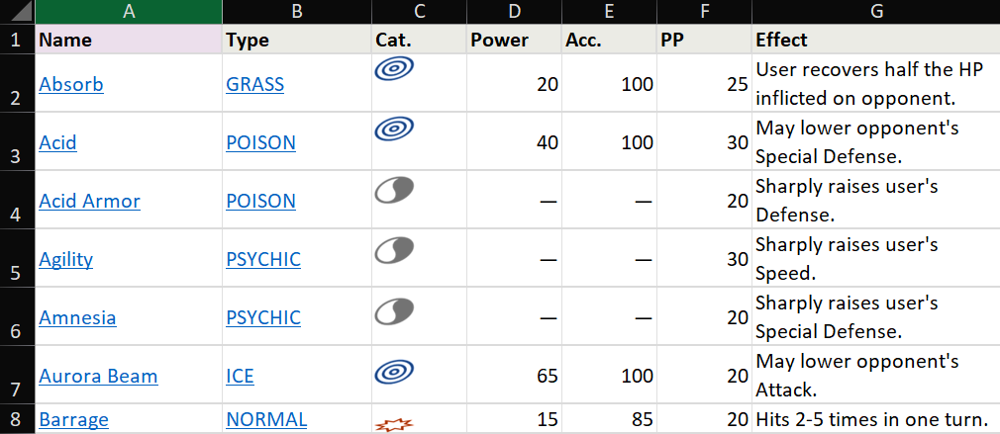 A B C D E F G
1 Name Type Cat. Power Acc. PP Effect
User recovers half the HP
2 Absorb GRASS 20 100 25 inflicted on opponent.
May lower opponent's
3 Acid POISON 40 100 30 Special Defense.
Sharply raises user's
4 Acid Armor POISON — — 20 Defense.
Sharply raises user's
5 Agility PSYCHIC — — 30 Speed.
Sharply raises user's
6 Amnesia PSYCHIC — — 20 Special Defense.
May lower opponent's
7 Aurora Beam ICE 65 100 20 Attack.
8 Barrage NORMAL 15 85 20 Hits 2-5 times in one turn.